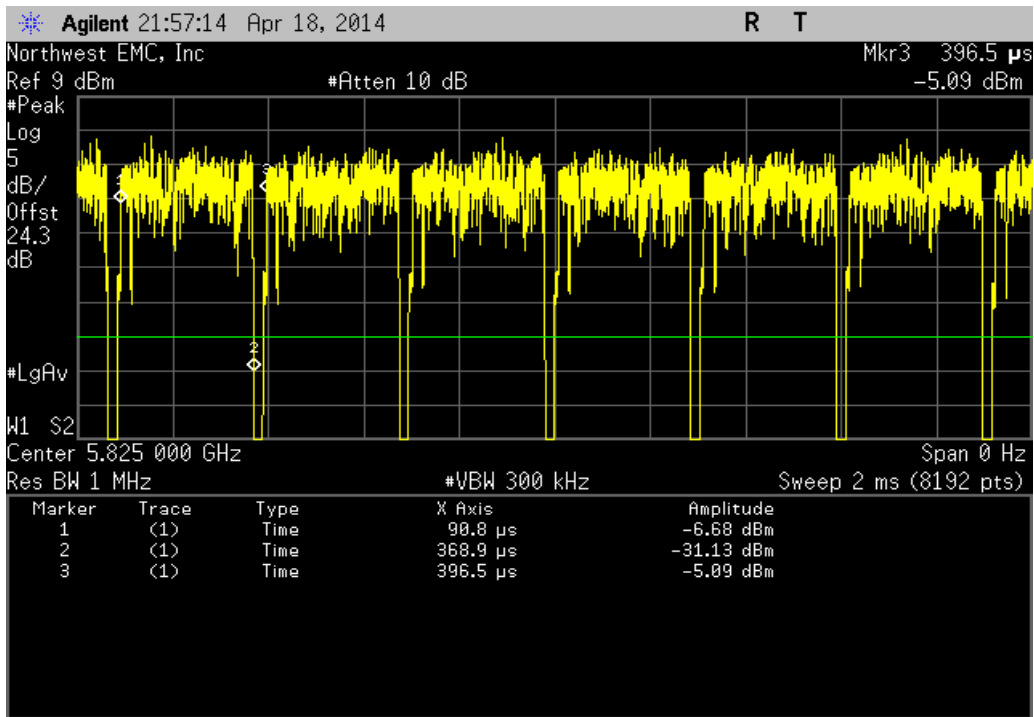 Agilent 21:57:14 Apr 18, 2014 R T
Northwest EMC, Inc Mkr3 396.5 µs
Ref 9 dBm #Atten 10 dB -5.09 dBm
#Peak
Log
5
dB/
Offst
24.3
dB
1
3
2
#LgAv
W1 S2
Center 5.825 000 GHz Span 0 Hz
Res BW 1 MHz #VBW 300 kHz Sweep 2 ms (8192 pts)
Marker Trace Type X Axis Amplitude
1 (1) Time 90.8 µs -6.68 dBm
2 (1) Time 368.9 µs -31.13 dBm
3 (1) Time 396.5 µs -5.09 dBm